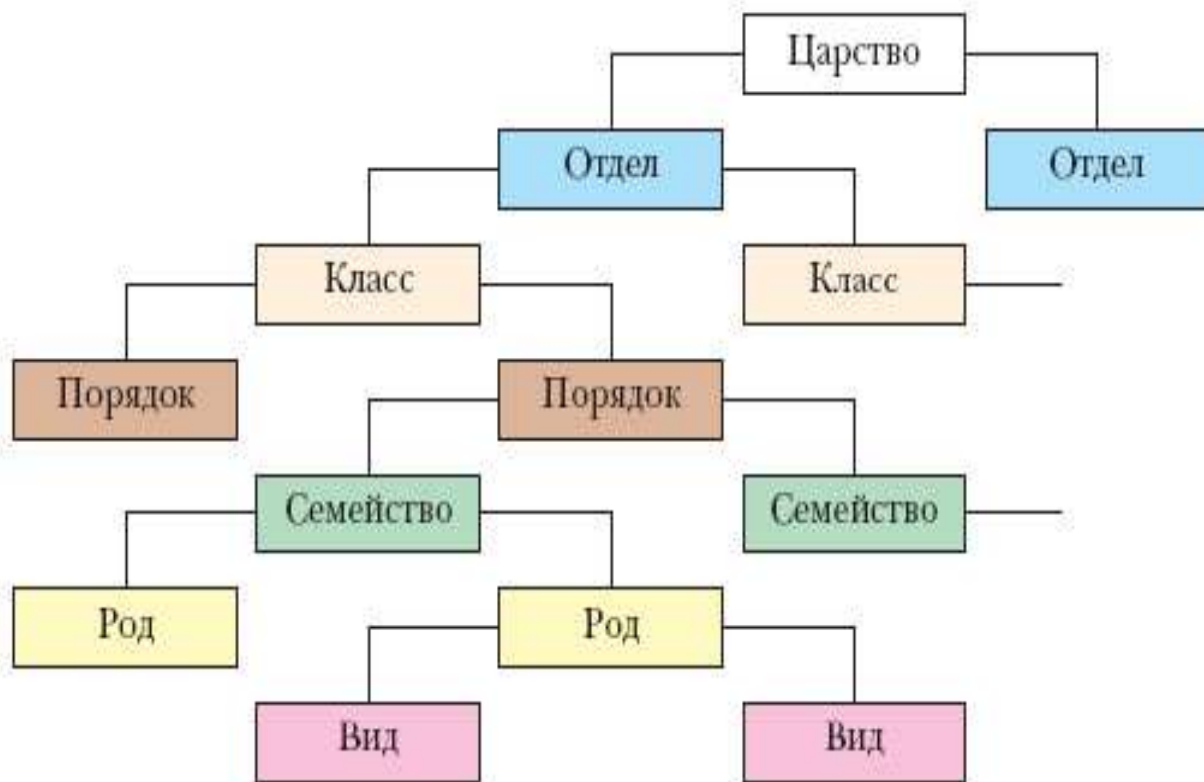 Царство
Отдел
Отдел
Класс
Класс
Порядок
Порядок
Семейство
Семейство
Род
Род
Вид
Вид